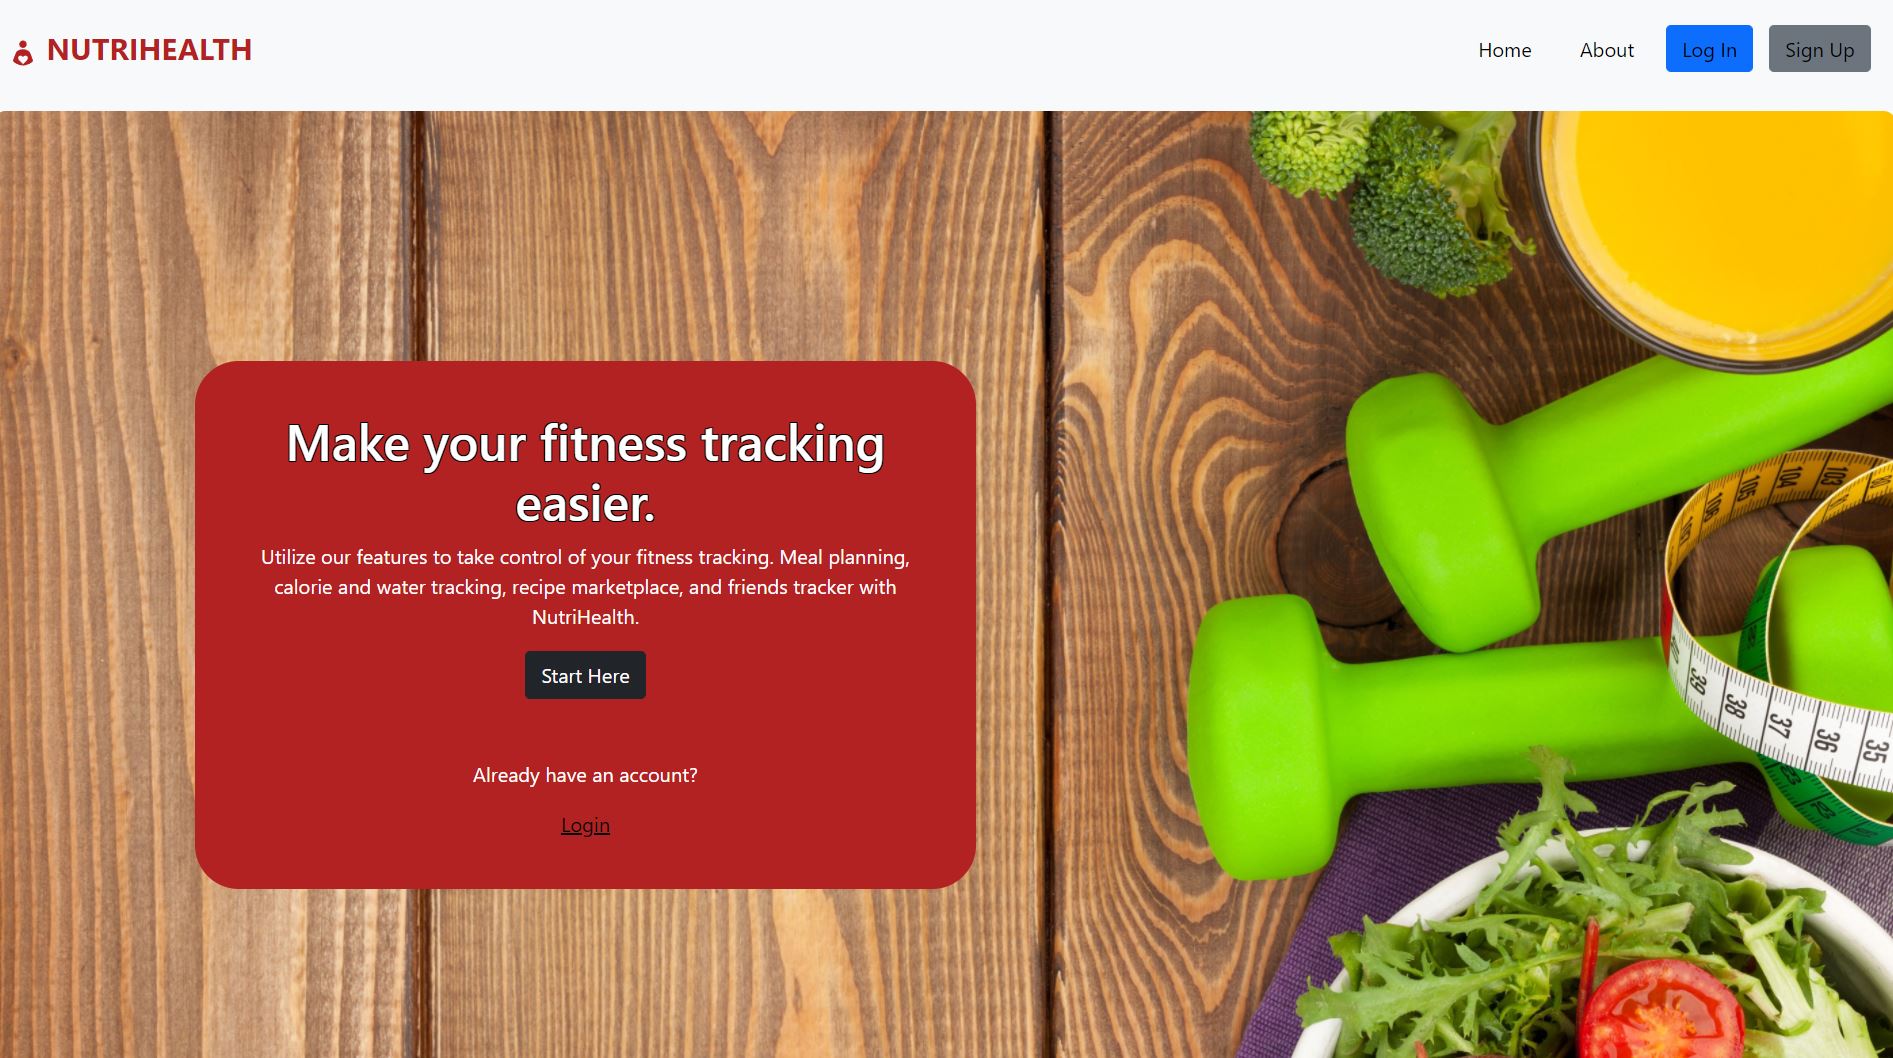 NUTRIHEALTH
Home
About
Log In
Sign Up
Make your fitness tracking
easier.
Utilize our features to take control of your fitness tracking. Meal planning,
calorie and water tracking, recipe marketplace, and friends tracker with
NutriHealth.
Start Here
Already have an account?
Login
103
104
105
106
39
38
37
36
35